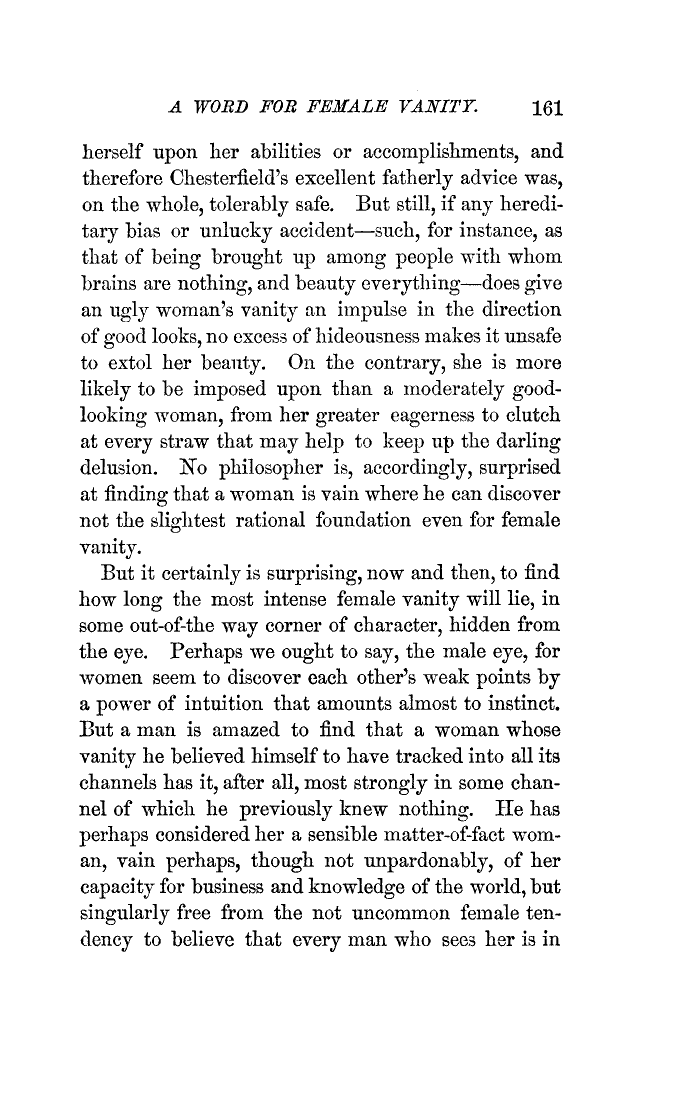 A WORD FOR FEMALE VANITY. 161
herself upon her abilities or accomplishments, and
therefore Chesterfield's excellent fatherly advice was,
on the whole, tolerably safe. But still, if any heredi-
tary bias or unlucky accident—such, for instance, as
that of being brought up among people with whom
brains are nothing, and beauty everything—does give
an ugly woman's vanity an impulse in the direction
of good looks, no excess of hideousness makes it unsafe
to extol her beauty. On the contrary, she is more
likely to be imposed upon than a moderately good-
looking woman, from her greater eagerness to clutch
at every straw that may help to keep up the darling
delusion. No philosopher is, accordingly, surprised
at finding that a woman is vain where he can discover
not the slightest rational foundation even for female
vanity.
But it certainly is surprising, now and then, to find
how long the most intense female vanity will lie, in
some out-of-the way corner of character, hidden from
the eye. Perhaps we ought to say, the male eye, for
women seem to discover each other's weak points by
a power of intuition that amounts almost to instinct.
But a man is amazed to find that a woman whose
vanity he believed himself to have tracked into all its
channels has it, after all, most strongly in some chan-
nel of which he previously knew nothing. He has
perhaps considered her a sensible matter-of-fact wom-
an, vain perhaps, though not unpardonably, of her
capacity for business and knowledge of the world, but
singularly free from the not uncommon female ten-
dency to believe that every man who sees her is in